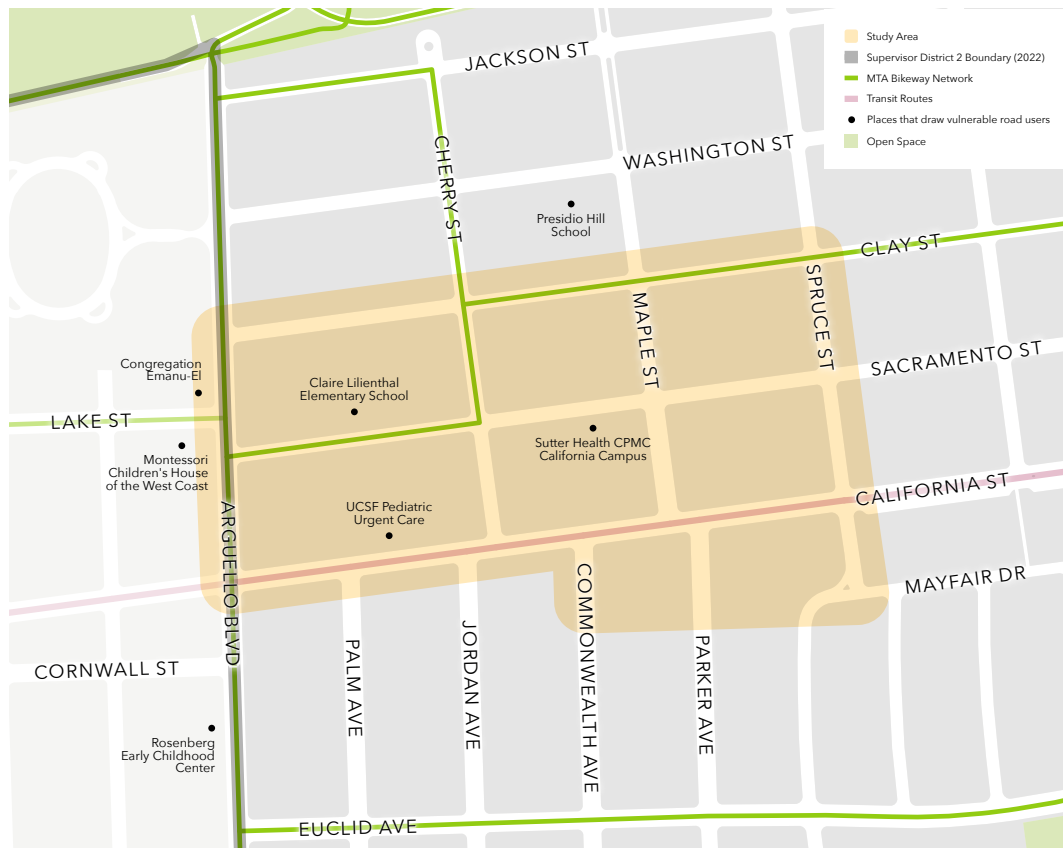 JACKSON ST
Study Area
Supervisor District 2 Boundary (2022)
MTA Bikeway Network
Transit Routes
Places that draw vulnerable road users
Open Space
WASHINGTON ST
CHERRY ST
Presidio Hill
School
CLAY ST
SPRUCE ST
MAPLE ST
SACRAMENTO ST
Congregation
Emanu-El
Claire Lilienthal
Elementary School
LAKE ST
Montessori
Children's House
of the West Coast
Sutter Health CPMC
California Campus
UCSF Pediatric
Urgent Care
CALIFORNIA ST
ARGUELLO BLVD
MAYFAIR DR
COMMONWEALTH AVE
JORDAN AVE
PALM AVE
PARKER AVE
CORNWALL ST
Rosenberg
Early Childhood
Center
EUCLID AVE